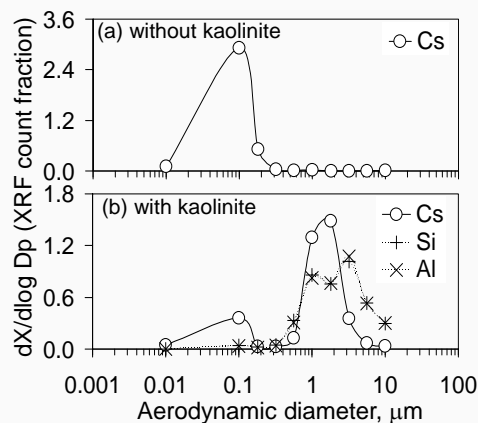 dX/dlog Dp (XRF count fraction)
3.6
2.4
1.2
0.0
(a) without kaolinite
Cs
1.8
1.2
0.6
0.0
(b) with kaolinite
Cs
Si
Al
0.001 0.01 0.1 1 10 100
Aerodynamic diameter, μm